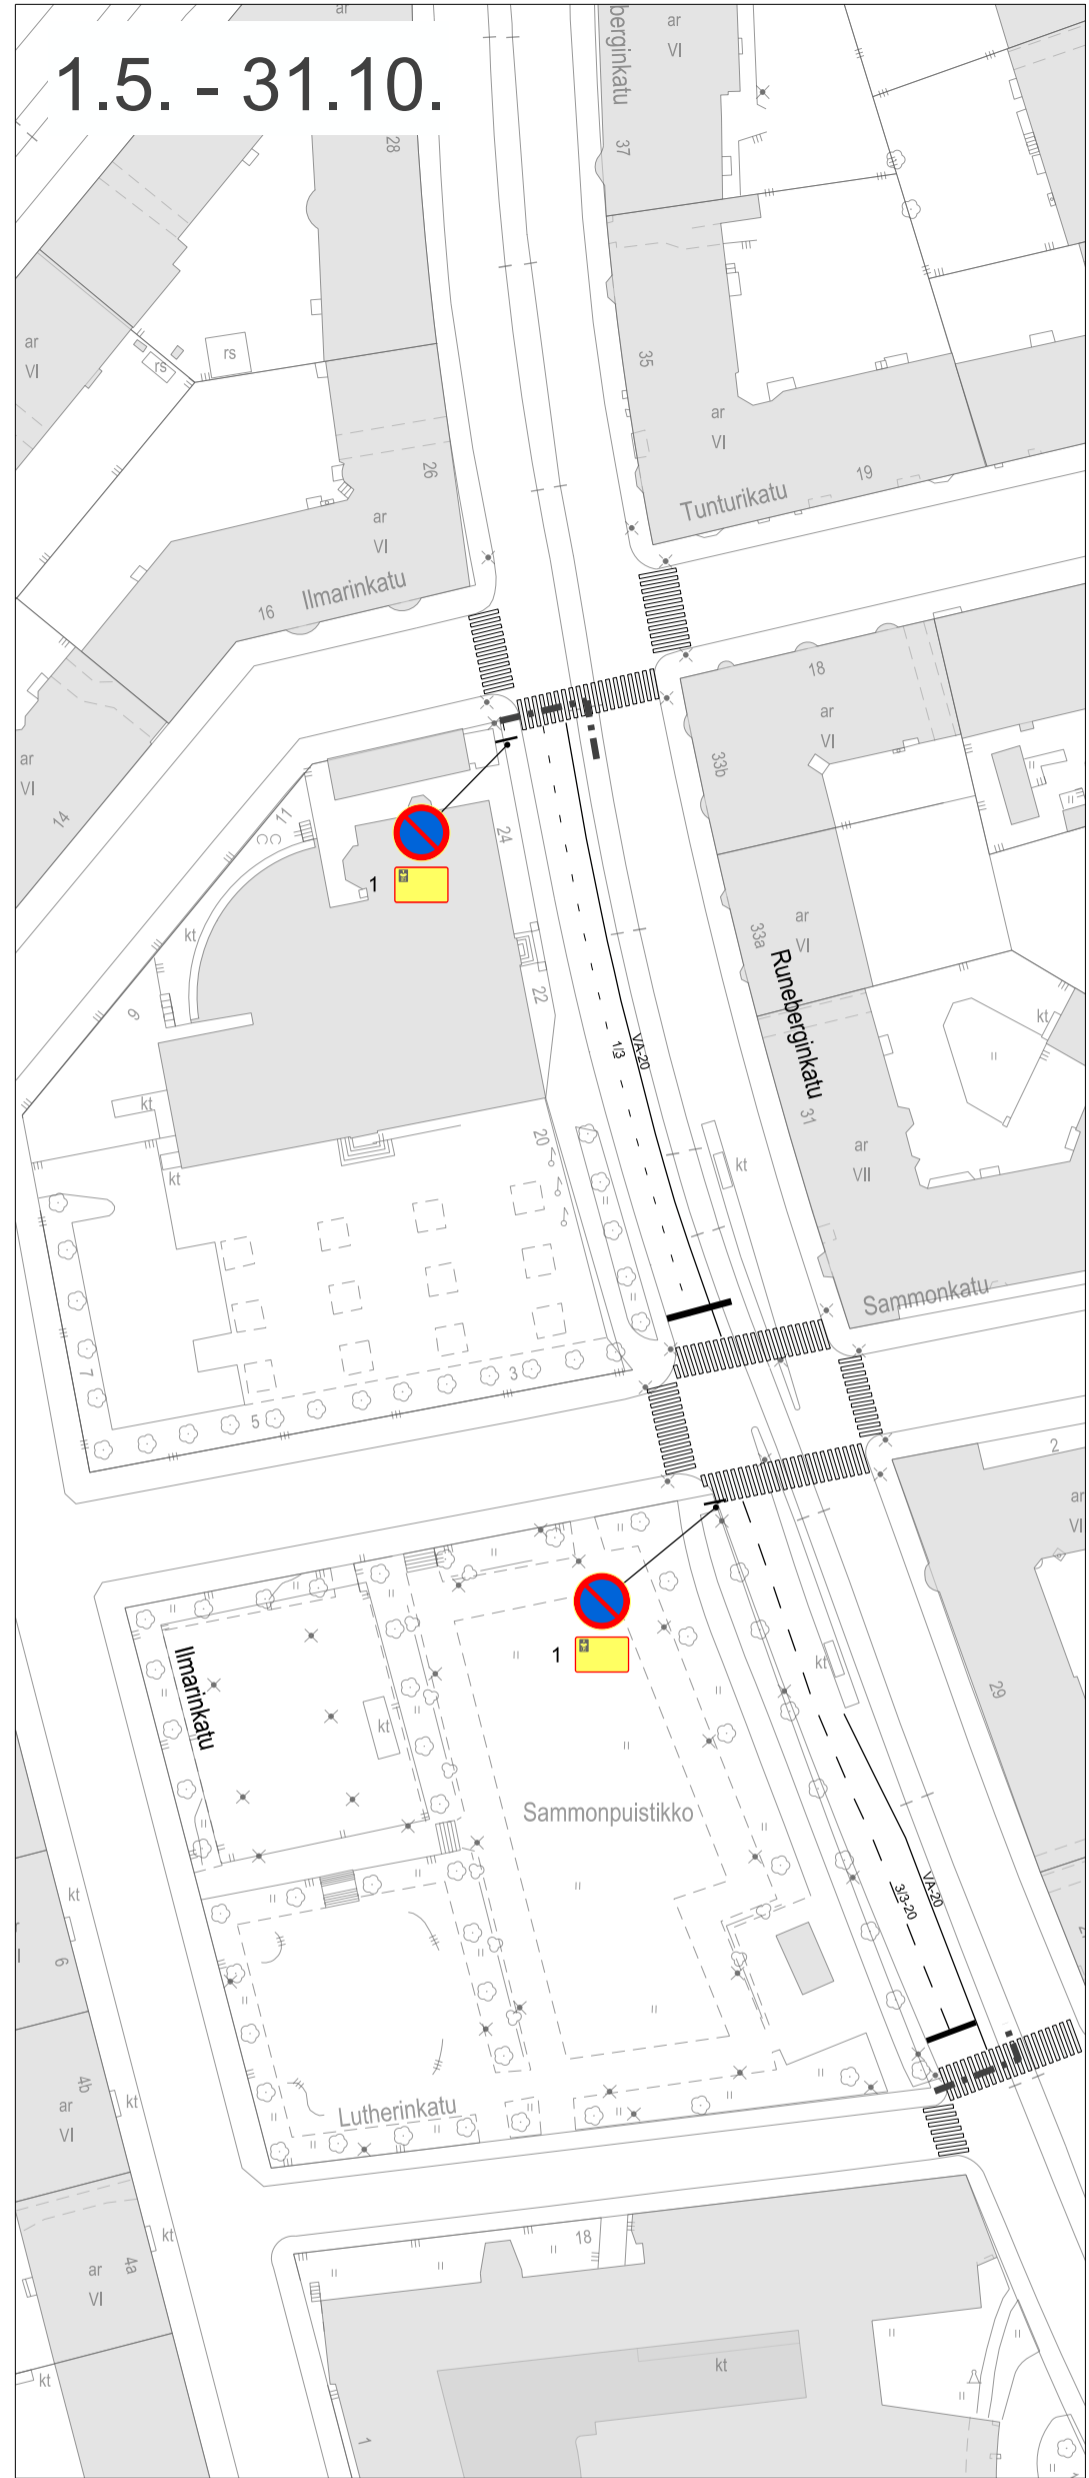 1.5. - 31.10.
ar
ar
VI
berginkatu
28
37
ar
VI
rs
rs
35
ar
VI
26
19
Tunturikatu
ar
VI
Ilmarinkatu
16
18
ar
VI
ar
VI
33b
14
11
24
1
kt
22
33a
ar
VI
Runeberginkatu
9
VA-20
1/3
kt
kt
31
ar
VII
kt
20
kt
kt
Sammonkatu
7
3
5
2
ar
VI
1
Ilmarinkatu
kt
29
kt
Sammonpuistikko
VA-20
3/3-20
kt
6
4b
ar
VI
kt
Lutherinkatu
kt
18
4a
ar
VI
kt
kt
1